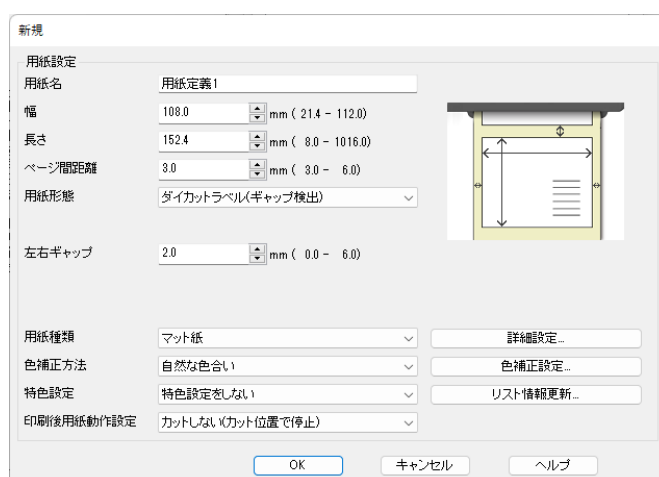 新規
用紙設定
用紙名 用紙定義1
幅 108.0 mm ( 21.4 - 112.0)
長さ 152.4 mm ( 8.0 - 1016.0)
ページ間距離 3.0 mm ( 3.0 - 6.0)
用紙形態 ダイカットラベル(ギャップ検出)
左右ギャップ 2.0 mm ( 0.0 - 6.0)
用紙種類 マット紙 詳細設定...
色補正方法 自然な色合い 色補正設定...
特色設定 特色設定をしない リスト情報更新...
印刷後用紙動作設定 カットしない(カット位置で停止)
OK キャンセル ヘルプ